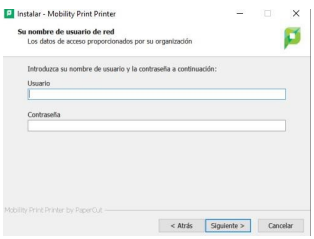 Instalar - Mobility Print Printer
Su nombre de usuario de red
Los datos de acceso proporcionados por su organización
Introduzca su nombre de usuario y la contraseña a continuación:
Usuario
Contraseña
Mobility Print Printer by PaperCut
< Atrás Siguiente > Cancelar